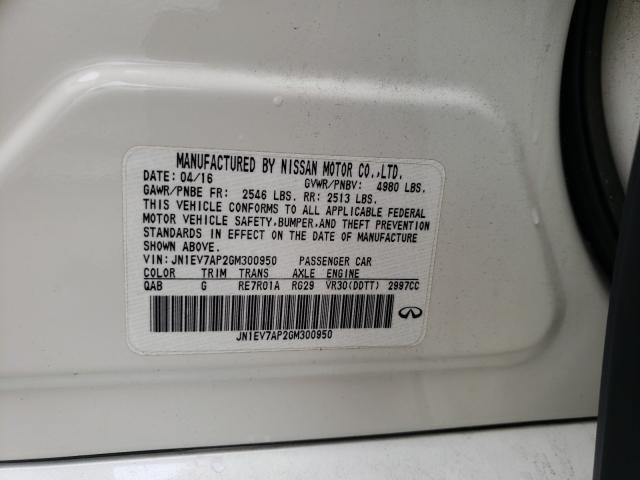 MANUFACTURED BY NISSAN MOTOR CO.,LTD.
DATE: 04/16 GVWR/PNBV: 4980 LBS.
GAWR/PNBE FR: 2546 LBS. RR: 2513 LBS.
THIS VEHICLE CONFORMS TO ALL APPLICABLE FEDERAL
MOTOR VEHICLE SAFETY,BUMPER,AND THEFT PREVENTION
STANDARDS IN EFFECT ON THE DATE OF MANUFACTURE
SHOWN ABOVE.
VIN: JN1EV7AP2GM300950 PASSENGER CAR
COLOR TRIM TRANS AXLE ENGINE
QAB G RE7R01A RG29 VR30(DDTT) 2997CC
JN1EV7AP2GM300950